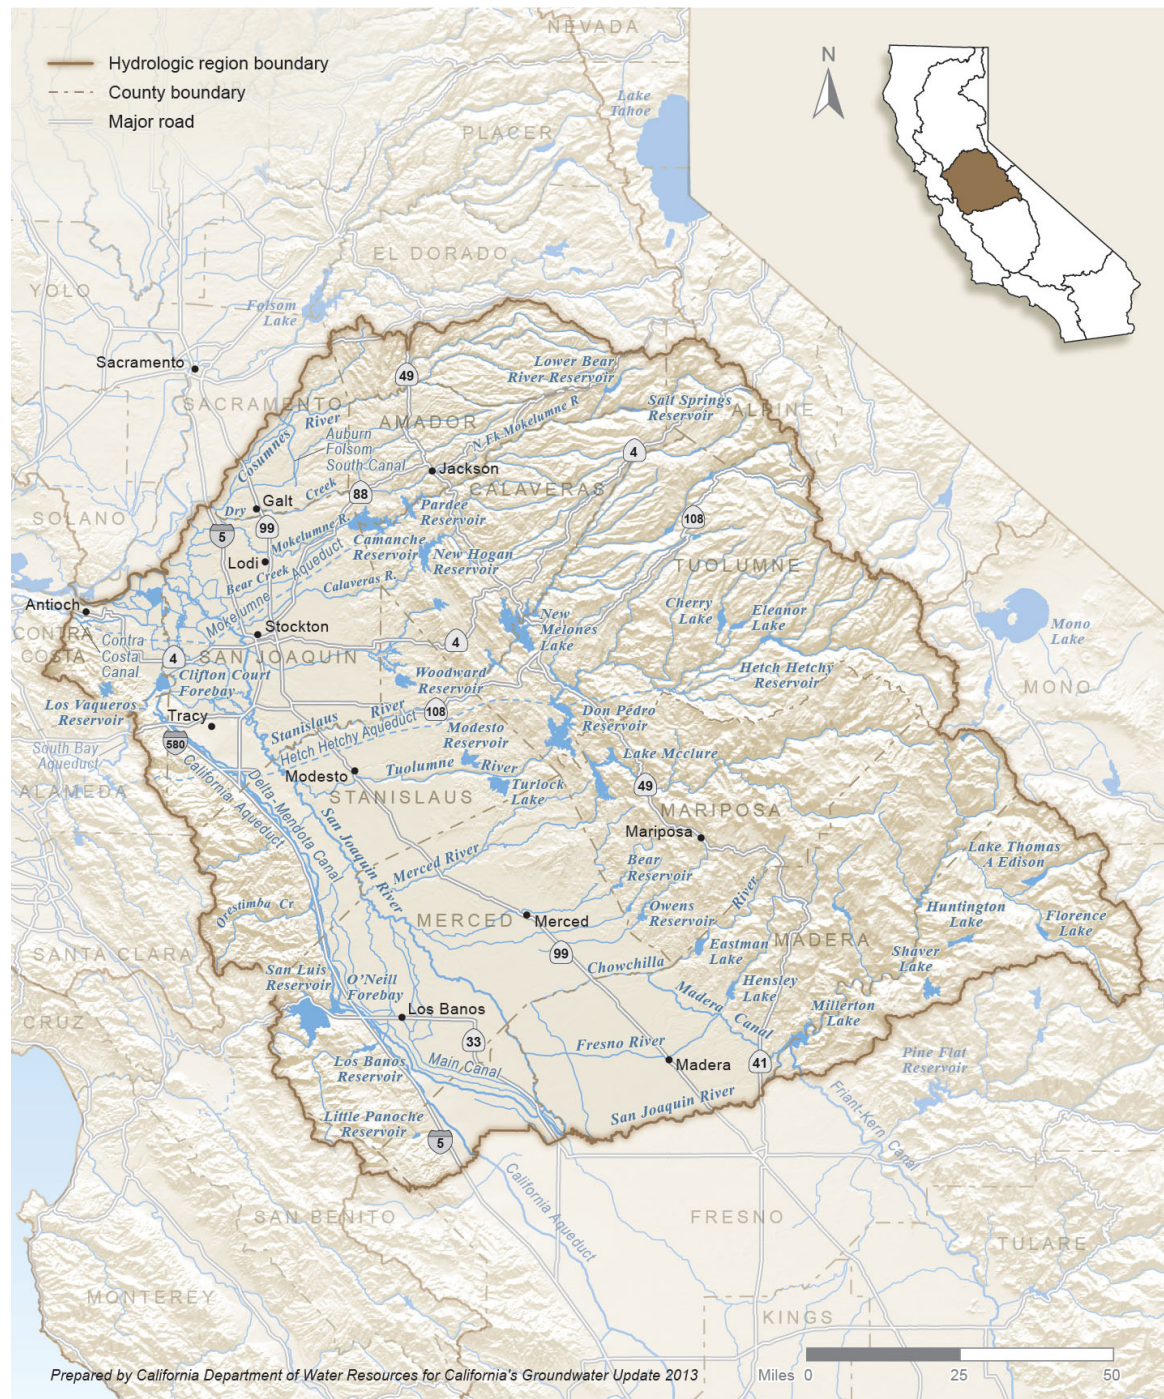 NEVADA
Hydrologic region boundary
County boundary
Major road
N
Lake
Tahoe
PLACER
EL DORADO
YOLO
Folsom
Lake
Sacramento
SACRAMENTO
49
Lower Bear
River Reservoir
Salt Springs
Reservoir
ALPINE
AMADOR
Cosumnes River
Auburn
Folsom
South Canal
N Fk Mokelumne R
4
Jackson
CALAVERAS
Dry Creek
Galt
88
Pardee
Reservoir
SOLANO
5
99
Mokelumne R.
Camanche
Reservoir
108
Lodi
Bear Creek
Mokelumne Aqueduct
New Hogan
Reservoir
Calaveras R.
TUOLUMNE
Antioch
Cherry
Lake
Eleanor
Lake
Mono
Lake
CONTRA
COSTA
Contra
Costa
Canal
Stockton
New
Melones
Lake
4
4
SAN JOAQUIN
Clifton Court
Forebay
Woodward
Reservoir
Hetch Hetchy
Reservoir
MONO
Los Vaqueros
Reservoir
Tracy
Stanislaus River
108
Don Pédro
Reservoir
580
Hetch Hetchy Aqueduct
Modesto
Reservoir
South Bay
Aqueduct
California Aqueduct
Delta-Mendota Canal
Modesto
Tuolumne River
Lake Mcclure
ALAMEDA
STANISLAUS
Turlock
Lake
49
MARIPOSA
San Joaquin River
Mariposa
Merced River
Bear
Reservoir
Lake Thomas
A Edison
Orestimba Cr
MERCED
Merced
Owens
Reservoir
River
Huntington
Lake
Florence
Lake
SANTA CLARA
99
Eastman
Lake
MADERA
Shaver
Lake
Chowchilla
San Luis
Reservoir
O'Neill
Forebay
Hensley
Lake
Madera Canal
Millerton
Lake
CRUZ
Los Banos
33
Fresno River
Madera
41
Los Banos
Reservoir
Main Canal
Pine Flat
Reservoir
Little Panoche
Reservoir
San Joaquin River
Friant-Kern Canal
5
California Aqueduct
SAN BENITO
FRESNO
TULARE
MONTEREY
KINGS
Prepared by California Department of Water Resources for California's Groundwater Update 2013
Miles 0 25 50